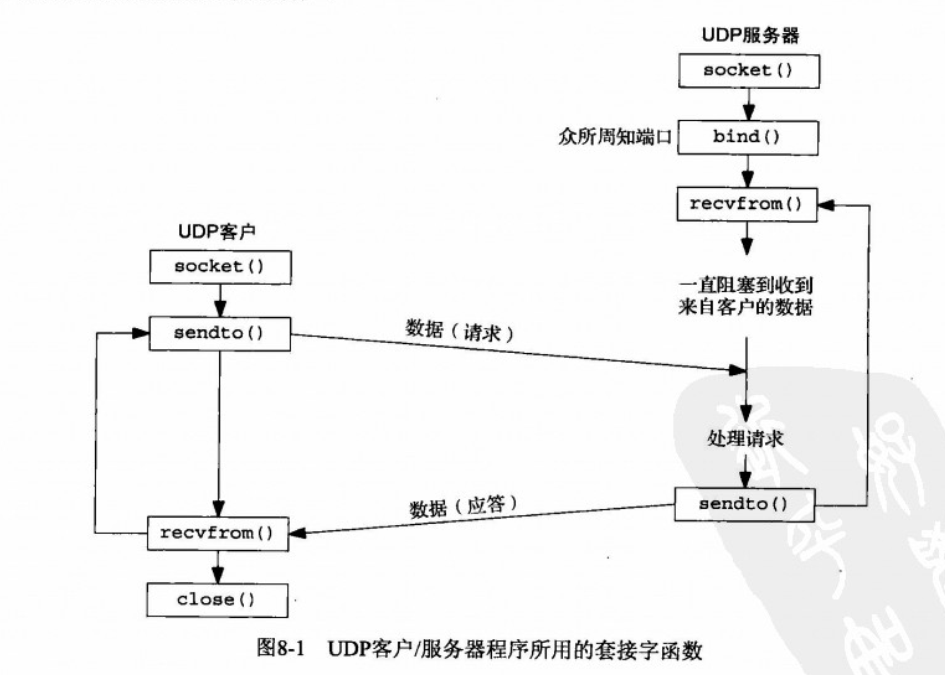 UDP服务器
socket()
众所周知端口
bind()
recvfrom()
一直阻塞到收到
来自客户的数据
UDP客户
socket()
sendto()
数据(请求)
处理请求
sendto()
数据(应答)
recvfrom()
close()
图8-1 UDP客户/服务器程序所用的套接字函数